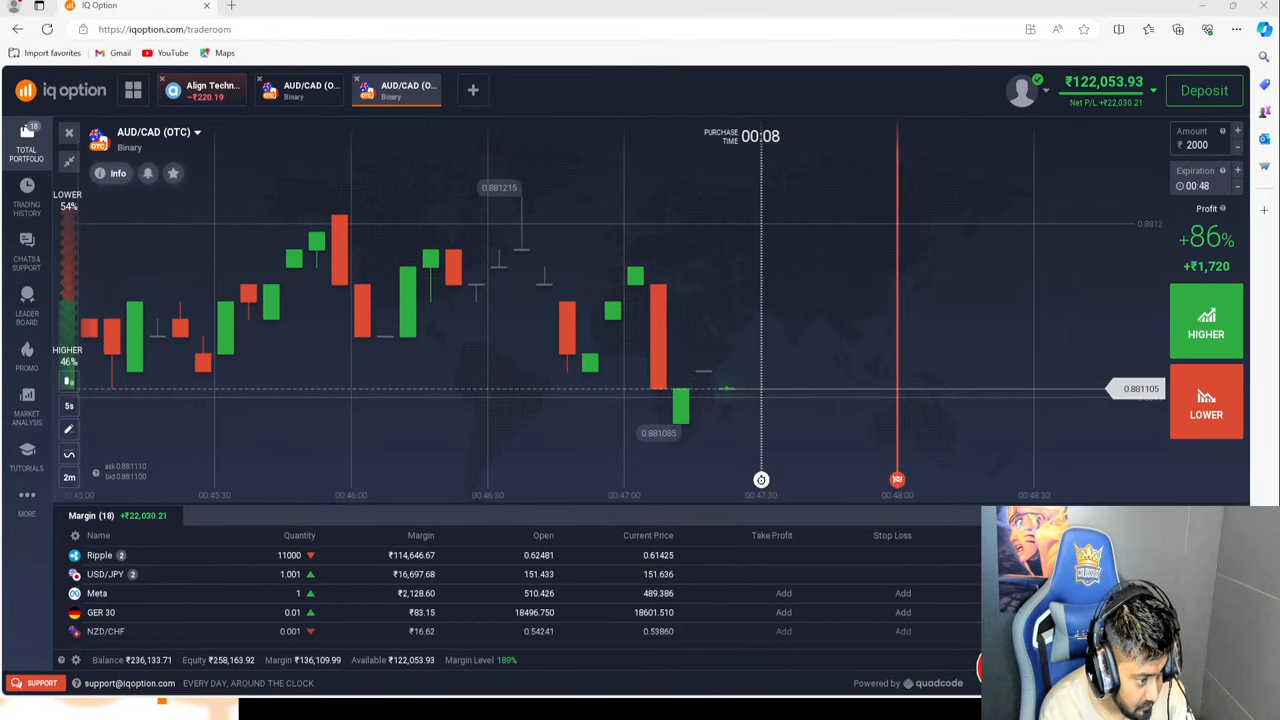 IQ Option
https://iqoption.com/traderoom
Import favorites Gmail YouTube Maps
iq option
Align Techn...
−₹220.19
AUD/CAD (O...
Binary
AUD/CAD (O...
Binary
₹122,053.93
Net P/L:+₹22,030.21
Deposit
18
TOTAL
PORTFOLIO
TRADING
HISTORY
CHATS &
SUPPORT
LEADER
BOARD
PROMO
MARKET
ANALYSIS
TUTORIALS
MORE
AUD/CAD (OTC)
Binary
Info
LOWER
54%
HIGHER
46%
5s
2m
PURCHASE
TIME 00:08
0.881215
0.881085
0.8812
0.881105
ask 0.881110
bid 0.881100
00:45:00 00:45:30 00:46:00 00:46:30 00:47:00 00:47:30 00:48:00 00:48:30
Amount
₹ 2000
Expiration
00:48
Profit
+86%
+₹1,720
HIGHER
LOWER
Margin (18) +₹22,030.21
Name Quantity Margin Open Current Price Take Profit Stop Loss
Ripple 2 11000 ₹114,646.67 0.62481 0.61425
USD/JPY 2 1.001 ₹16,697.68 151.433 151.636
Meta 1 ₹2,128.60 510.426 489.386 Add Add
GER 30 0.01 ₹83.15 18496.750 18601.510 Add Add
NZD/CHF 0.001 ₹16.62 0.54241 0.53860 Add Add
Balance ₹236,133.71 Equity ₹258,163.92 Margin ₹136,109.99 Available ₹122,053.93 Margin Level 189%
SUPPORT support@iqoption.com EVERY DAY, AROUND THE CLOCK Powered by quadcode
COLOSSUS